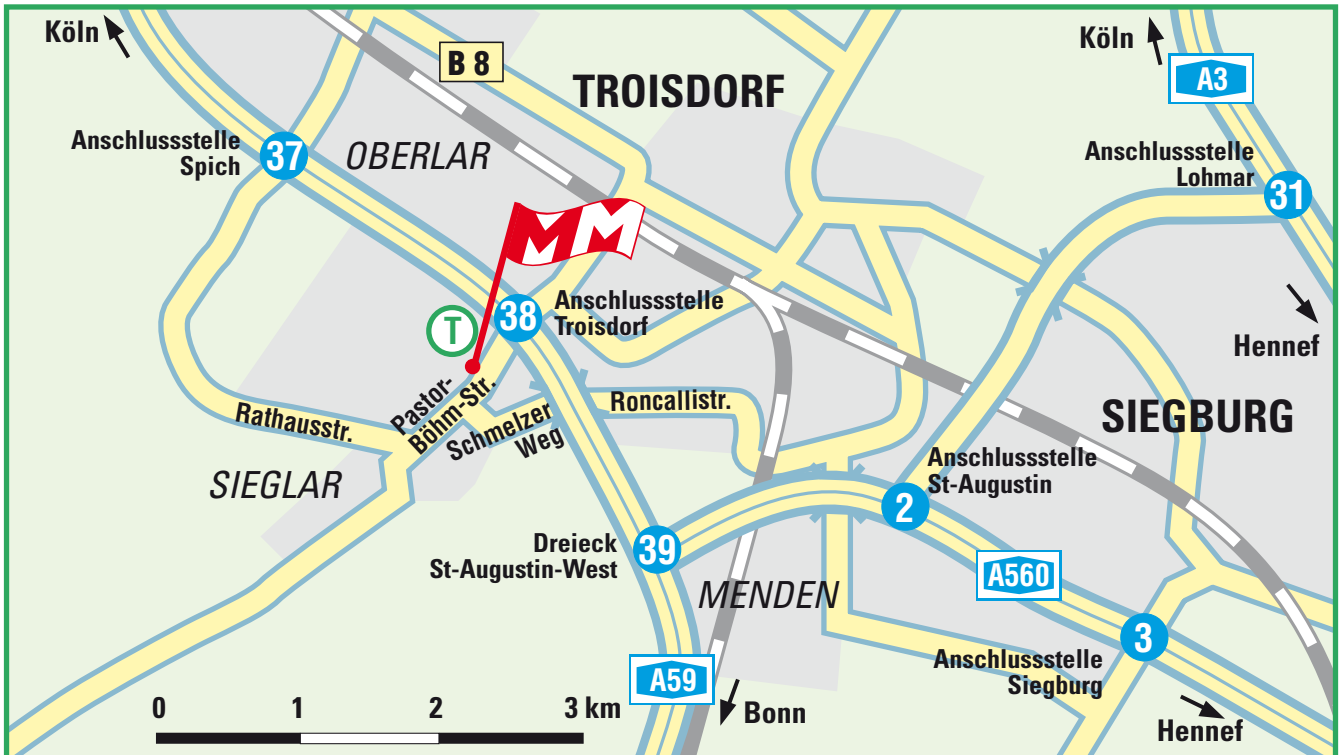 Köln
B 8
TROISDORF
Köln
A3
Anschlussstelle
Spich
37
OBERLAR
Anschlussstelle
Lohmar
31
MM
38
Anschlussstelle
Troisdorf
T
Hennef
Pastor-
Böhm-Str.
Rathausstr.
Schmelzer
Weg
Roncallistr.
SIEGBURG
SIEGLAR
Anschlussstelle
St-Augustin
2
Dreieck
St-Augustin-West
39
MENDEN
A560
3
Anschlussstelle
Siegburg
A59
Bonn
Hennef
0 1 2 3 km